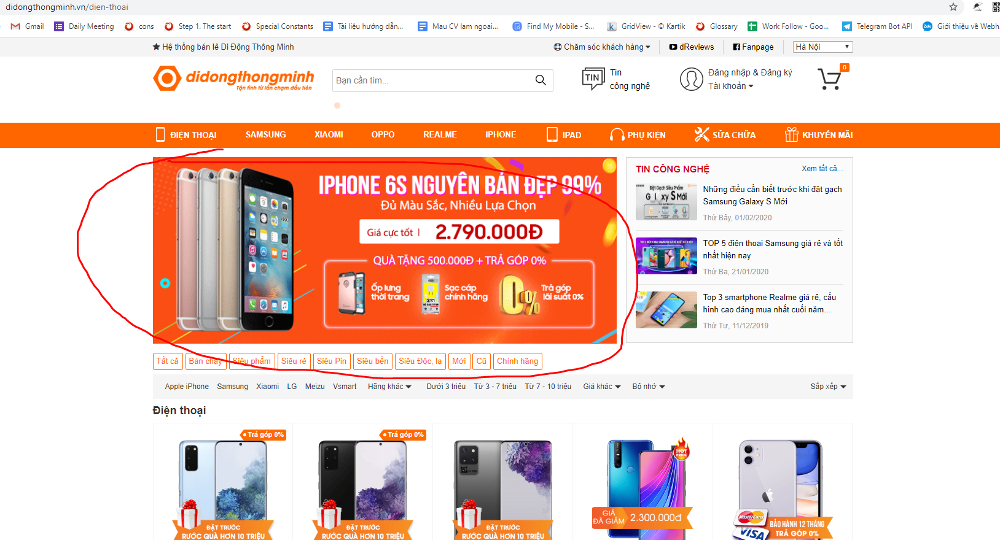 didongthongminh.vn/dien-thoai
Gmail
Daily Meeting
cons
Step 1. The start
Special Constants
Tài liệu hướng dẫn...
Mau CV lam ngoai...
Find My Mobile - S...
GridView - © Kartik
Glossary
Work Follow - Goo...
Telegram Bot API
Giới thiệu về Webh
Hệ thống bán lẻ Di Động Thông Minh
Chăm sóc khách hàng
dReviews
Fanpage
Hà Nội
didongthongminh
Tận tình từ lần chạm đầu tiên
Bạn cần tìm...
TIN
Tin
công nghệ
Đăng nhập & Đăng ký
Tài khoản
0
ĐIỆN THOẠI
SAMSUNG
XIAOMI
OPPO
REALME
IPHONE
IPAD
PHỤ KIỆN
SỬA CHỮA
KHUYẾN MÃI
IPHONE 6S NGUYÊN BẢN ĐẸP 99%
Đủ Màu Sắc, Nhiều Lựa Chọn
Giá cực tốt | 2.790.000Đ
QUÀ TẶNG 500.000Đ + TRẢ GÓP 0%
Ốp lưng
thời trang
Sạc cáp
chính hãng
0%
Trả góp
lãi suất 0%
TIN CÔNG NGHỆ
Xem tất cả...
Đặt Gạch Siêu Phẩm
Những điều cần biết trước khi đặt gạch
Samsung Galaxy S Mới
Thứ Bảy, 01/02/2020
TOP 5 điện thoại Samsung giá rẻ và tốt
nhất hiện nay
Thứ Ba, 21/01/2020
Top 3 smartphone Realme giá rẻ, cấu
hình cao đáng mua nhất cuối năm...
Thứ Tư, 11/12/2019
Tất cả
Bán chạy
Siêu phẩm
Siêu rẻ
Siêu Pin
Siêu bền
Siêu Độc, lạ
Mới
Cũ
Chính hãng
Apple iPhone
Samsung
Xiaomi
LG
Meizu
Vsmart
Hãng khác
Dưới 3 triệu
Từ 3 - 7 triệu
Từ 7 - 10 triệu
Giá khác
Bộ nhớ
Sắp xếp
Điện thoại
Trả góp 0%
Trả góp 0%
HOT
PRICE
ĐẶT TRƯỚC
RƯỚC QUÀ HƠN 10 TRIỆU
ĐẶT TRƯỚC
RƯỚC QUÀ HƠN 10 TRIỆU
ĐẶT TRƯỚC
RƯỚC QUÀ HƠN 10 TRIỆU
GIÁ
ĐÃ GIẢM
2.300.000đ
MasterCard
VISA
BẢO HÀNH 12 THÁNG
TRẢ GÓP 0%